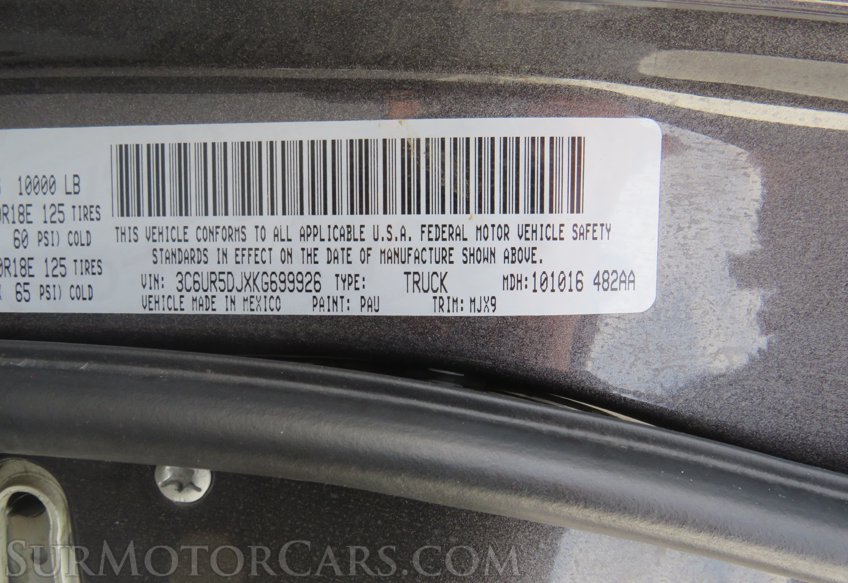 10000 LB
R18E 125 TIRES
60 PSI) COLD
R18E 125 TIRES
65 PSI) COLD
THIS VEHICLE CONFORMS TO ALL APPLICABLE U.S.A. FEDERAL MOTOR VEHICLE SAFETY
STANDARDS IN EFFECT ON THE DATE OF MANUFACTURE SHOWN ABOVE.
VIN: 3C6UR5DJXKG699926 TYPE: TRUCK MDH: 101016 482AA
VEHICLE MADE IN MEXICO PAINT: PAU TRIM: MJX9
SurMotorCars.com